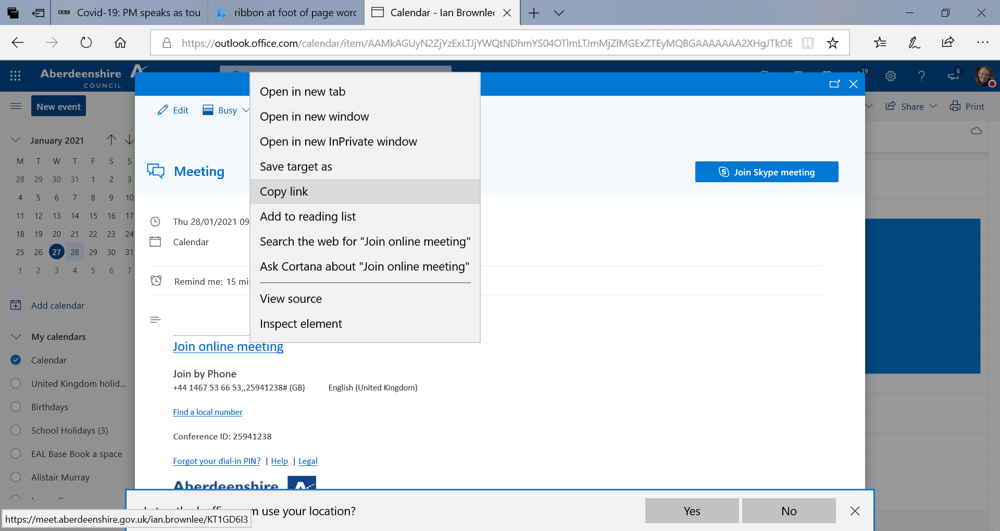 BBC Covid-19: PM speaks as tou
ribbon at foot of page word
Calendar - Ian Brownlee
https://outlook.office.com/calendar/item/AAMkAGUyN2ZjYzExLTJjYWQtNDhmYS04OTlmLTJmMjZlMGExZTEyMQBGAAAAAAA2XHgJTkOE
Aberdeenshire
COUNCIL
19
6
New event
Edit
Busy
Share
Print
January 2021
M T W T F S S
28 29 30 31 1 2 3
4 5 6 7 8 9 10
11 12 13 14 15 16 17
18 19 20 21 22 23 24
25 26 27 28 29 30 31
1 2 3 4 5 6 7
Add calendar
My calendars
Calendar
United Kingdom holid...
Birthdays
School Holidays (3)
EAL Base Book a space
Alistair Murray
Meeting
Join Skype meeting
Thu 28/01/2021 09
Calendar
Remind me: 15 mi
Open in new tab
Open in new window
Open in new InPrivate window
Save target as
Copy link
Add to reading list
Search the web for "Join online meeting"
Ask Cortana about "Join online meeting"
View source
Inspect element
Join online meeting
Join by Phone
+44 1467 53 66 53,,25941238# (GB) English (United Kingdom)
Find a local number
Conference ID: 25941238
Forgot your dial-in PIN? | Help | Legal
Aberdeenshire
use your location?
Yes
No
https://meet.aberdeenshire.gov.uk/ian.brownlee/KT1GD6I3